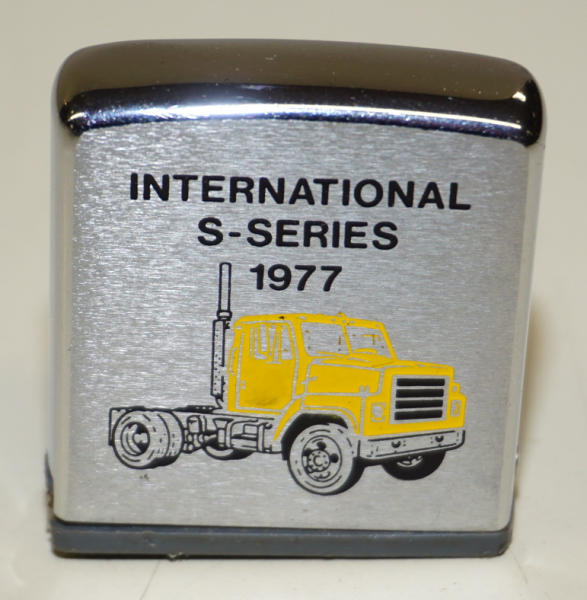 INTERNATIONAL
S-SERIES
1977